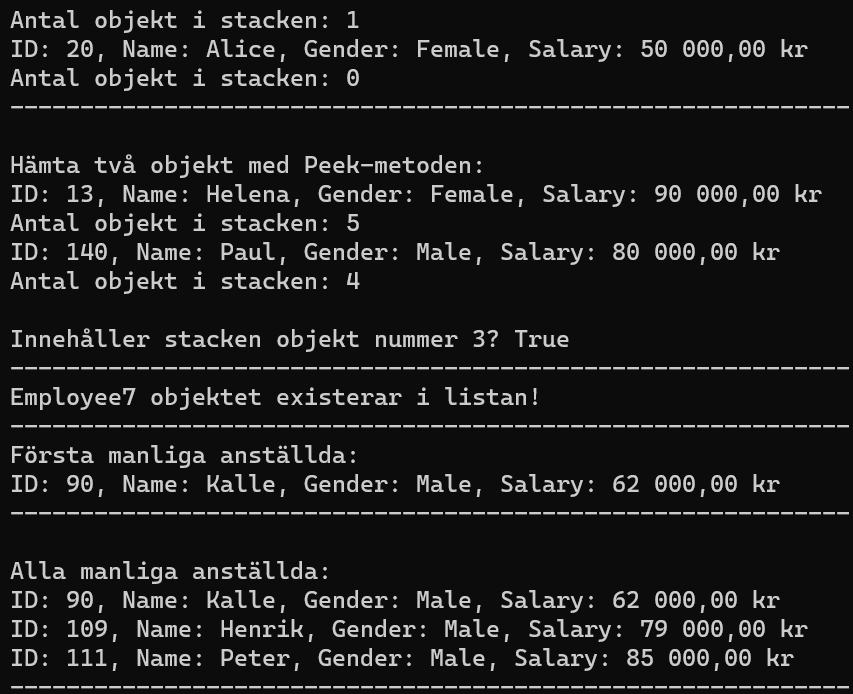 Antal objekt i stacken: 1
ID: 20, Name: Alice, Gender: Female, Salary: 50 000,00 kr
Antal objekt i stacken: 0
------------------------------------------------------------
Hämta två objekt med Peek-metoden:
ID: 13, Name: Helena, Gender: Female, Salary: 90 000,00 kr
Antal objekt i stacken: 5
ID: 140, Name: Paul, Gender: Male, Salary: 80 000,00 kr
Antal objekt i stacken: 4
Innehåller stacken objekt nummer 3? True
------------------------------------------------------------
Employee7 objektet existerar i listan!
------------------------------------------------------------
Första manliga anställda:
ID: 90, Name: Kalle, Gender: Male, Salary: 62 000,00 kr
------------------------------------------------------------
Alla manliga anställda:
ID: 90, Name: Kalle, Gender: Male, Salary: 62 000,00 kr
ID: 109, Name: Henrik, Gender: Male, Salary: 79 000,00 kr
ID: 111, Name: Peter, Gender: Male, Salary: 85 000,00 kr
------------------------------------------------------------